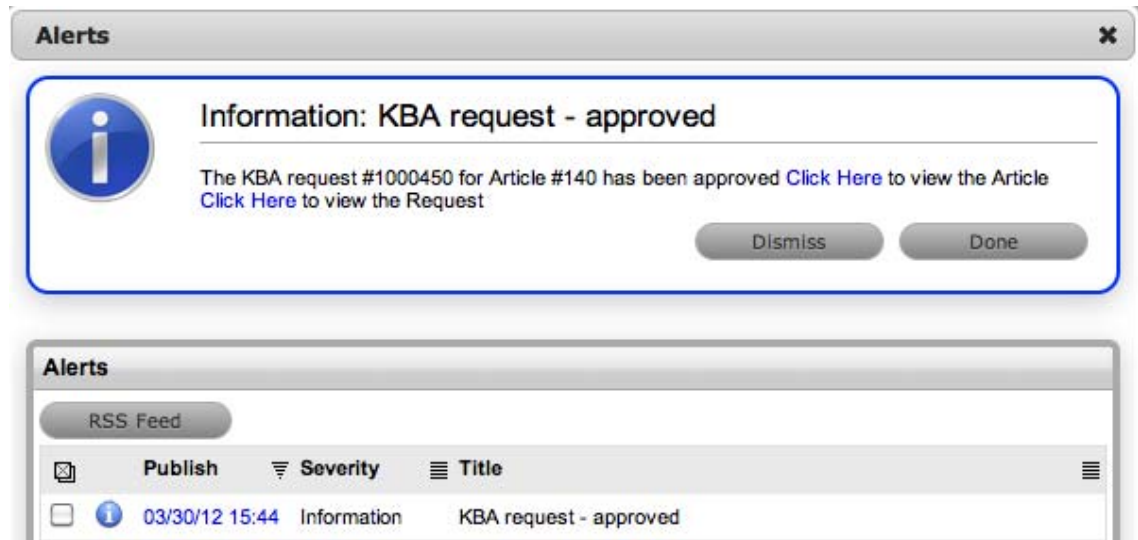 Alerts
Information: KBA request - approved
The KBA request #1000450 for Article #140 has been approved Click Here to view the Article
Click Here to view the Request
Dismiss Done
Alerts
RSS Feed
Publish Severity Title
03/30/12 15:44 Information KBA request - approved